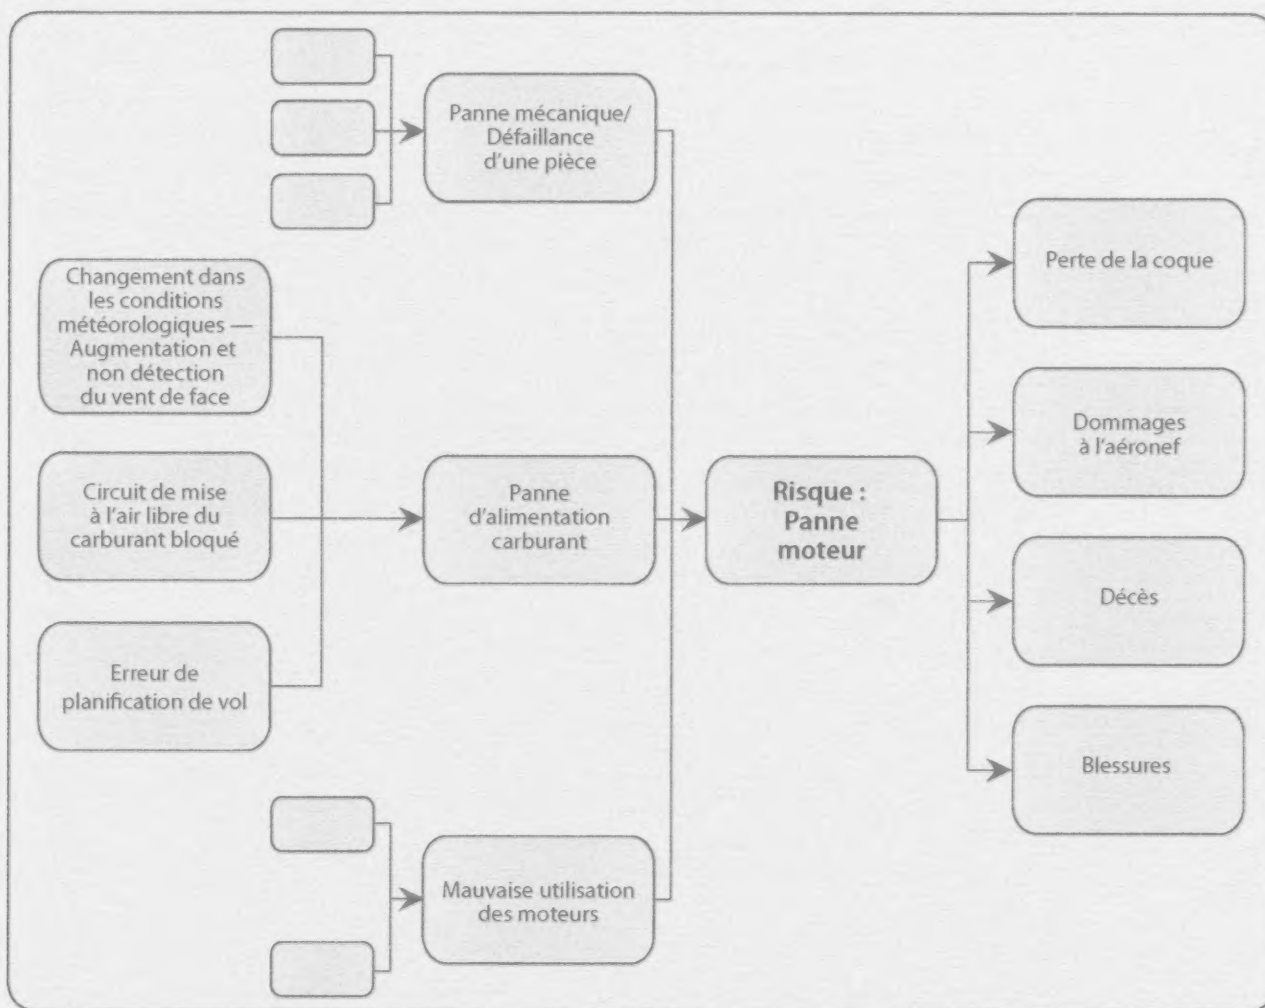 Panne mécanique/
Défaillance
d'une pièce
Changement dans
les conditions
météorologiques —
Augmentation et
non détection
du vent de face
Circuit de mise
à l'air libre du
carburant bloqué
Erreur de
planification de vol
Panne
d'alimentation
carburant
Mauvaise utilisation
des moteurs
Risque :
Panne
moteur
Perte de la coque
Dommages
à l'aéronef
Décès
Blessures